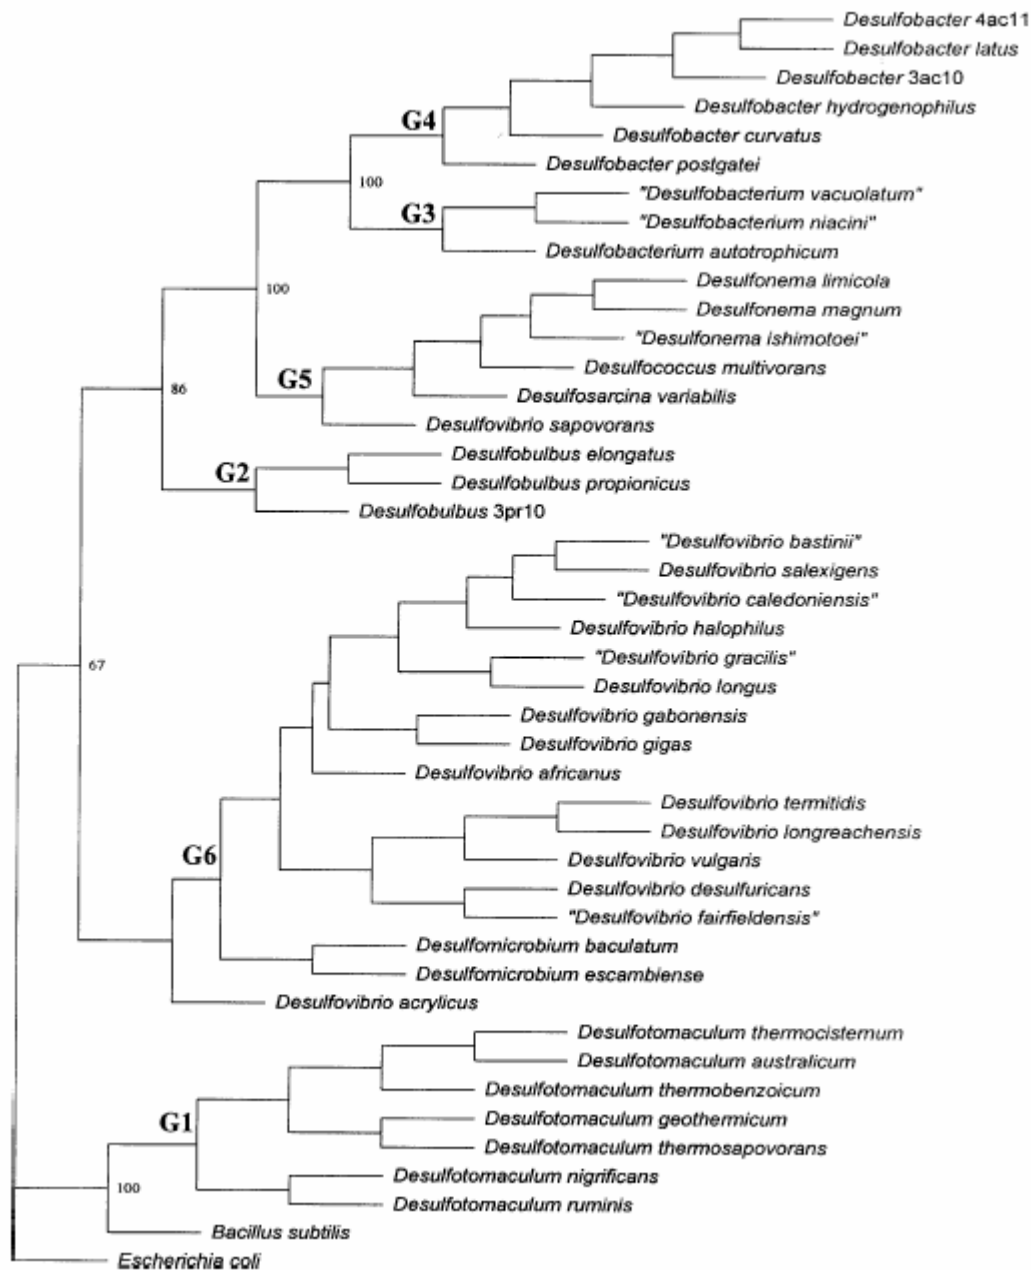 Desulfobacter 4ac11
Desulfobacter latus
Desulfobacter 3ac10
Desulfobacter hydrogenophilus
G4
Desulfobacter curvatus
Desulfobacter postgatei
100
"Desulfobacterium vacuolatum"
G3
"Desulfobacterium niacini"
Desulfobacterium autotrophicum
Desulfonema limicola
100
Desulfonema magnum
"Desulfonema ishimotoei"
Desulfococcus multivorans
G5
86
Desulfosarcina variabilis
Desulfovibrio sapovorans
Desulfobulbus elongatus
G2
Desulfobulbus propionicus
Desulfobulbus 3pr10
"Desulfovibrio bastinii"
Desulfovibrio salexigens
"Desulfovibrio caledoniensis"
Desulfovibrio halophilus
"Desulfovibrio gracilis"
67
Desulfovibrio longus
Desulfovibrio gabonensis
Desulfovibrio gigas
Desulfovibrio africanus
Desulfovibrio termitidis
Desulfovibrio longreachensis
G6
Desulfovibrio vulgaris
Desulfovibrio desulfuricans
"Desulfovibrio fairfieldensis"
Desulfomicrobium baculatum
Desulfomicrobium escambiense
Desulfovibrio acrylicus
Desulfotomaculum thermocisternum
Desulfotomaculum australicum
Desulfotomaculum thermobenzoicum
G1
Desulfotomaculum geothermicum
Desulfotomaculum thermosapovorans
Desulfotomaculum nigrificans
100
Desulfotomaculum ruminis
Bacillus subtilis
Escherichia coli